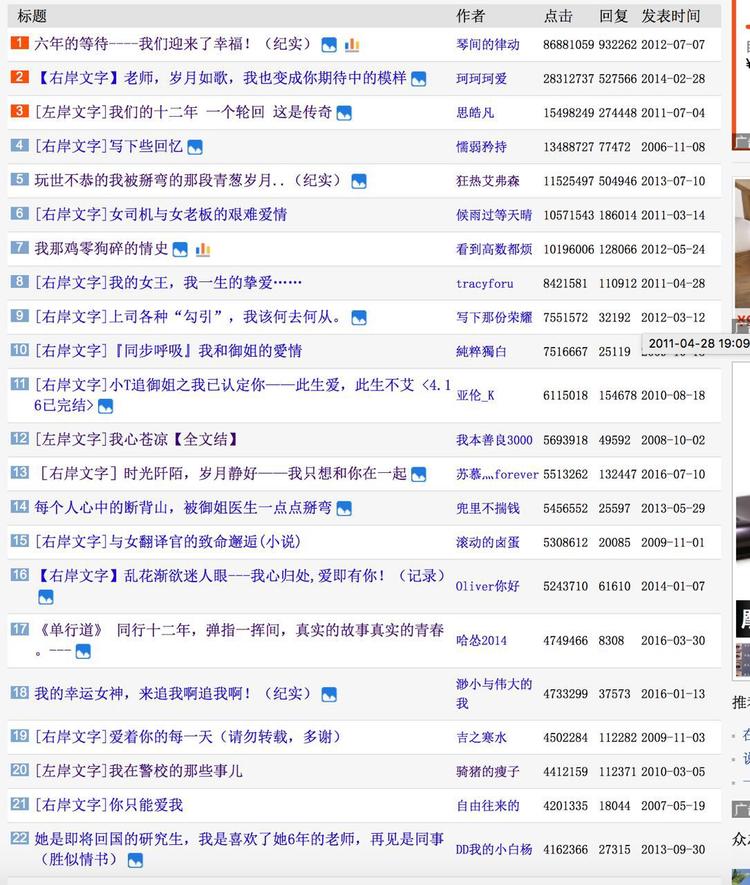 标题 作者 点击 回复 发表时间
1 六年的等待----我们迎来了幸福！（纪实） 琴间的律动 86881059 932262 2012-07-07
2 【右岸文字】老师，岁月如歌，我也变成你期待中的模样 珂珂珂爱 28312737 527566 2014-02-28
3 [左岸文字]我们的十二年 一个轮回 这是传奇 思皓凡 15498249 274448 2011-07-04
4 [右岸文字]写下些回忆 懦弱矜持 13488727 77472 2006-11-08
5 玩世不恭的我被掰弯的那段青葱岁月..（纪实） 狂热艾弗森 11525497 504946 2013-07-10
6 [右岸文字]女司机与女老板的艰难爱情 候雨过等天晴 10571543 186014 2011-03-14
7 我那鸡零狗碎的情史 看到高数都烦 10196006 128066 2012-05-24
8 [右岸文字]我的女王，我一生的挚爱…… tracyforu 8421581 110912 2011-04-28
9 [右岸文字]上司各种“勾引”，我该何去何从。 写下那份荣耀 7551572 32192 2012-03-12
2011-04-28 19:09
10 [右岸文字]『同步呼吸』我和御姐的爱情 純粹獨白 7516667 25119
11 [右岸文字]小T追御姐之我已认定你——此生爱，此生不艾 <4.1
6已完结> 亚伦_K 6115018 154678 2010-08-18
12 [左岸文字]我心苍凉【全文结】 我本善良3000 5693918 49592 2008-10-02
13 ［右岸文字］时光阡陌，岁月静好——我只想和你在一起 苏慕灬forever 5513262 132447 2016-07-10
14 每个人心中的断背山，被御姐医生一点点掰弯 兜里不揣钱 5456552 25597 2013-05-29
15 [右岸文字]与女翻译官的致命邂逅(小说) 滚动的卤蛋 5308612 20085 2009-11-01
16 【右岸文字】乱花渐欲迷人眼---我心归处,爱即有你！（记录） Oliver你好 5243710 61610 2014-01-07
17 《单行道》 同行十二年，弹指一挥间，真实的故事真实的青春
。--- 哈怂2014 4749466 8308 2016-03-30
18 我的幸运女神，来追我啊追我啊！（纪实） 渺小与伟大的
我 4733299 37573 2016-01-13
19 [右岸文字]爱着你的每一天（请勿转载，多谢） 吉之寒水 4502284 112282 2009-11-03
20 [左岸文字]我在警校的那些事儿 骑猪的瘦子 4412159 112371 2010-03-05
21 [右岸文字]你只能爱我 自由往来的 4201335 18044 2007-05-19
22 她是即将回国的研究生，我是喜欢了她6年的老师，再见是同事
（胜似情书） DD我的小白杨 4162366 27315 2013-09-30